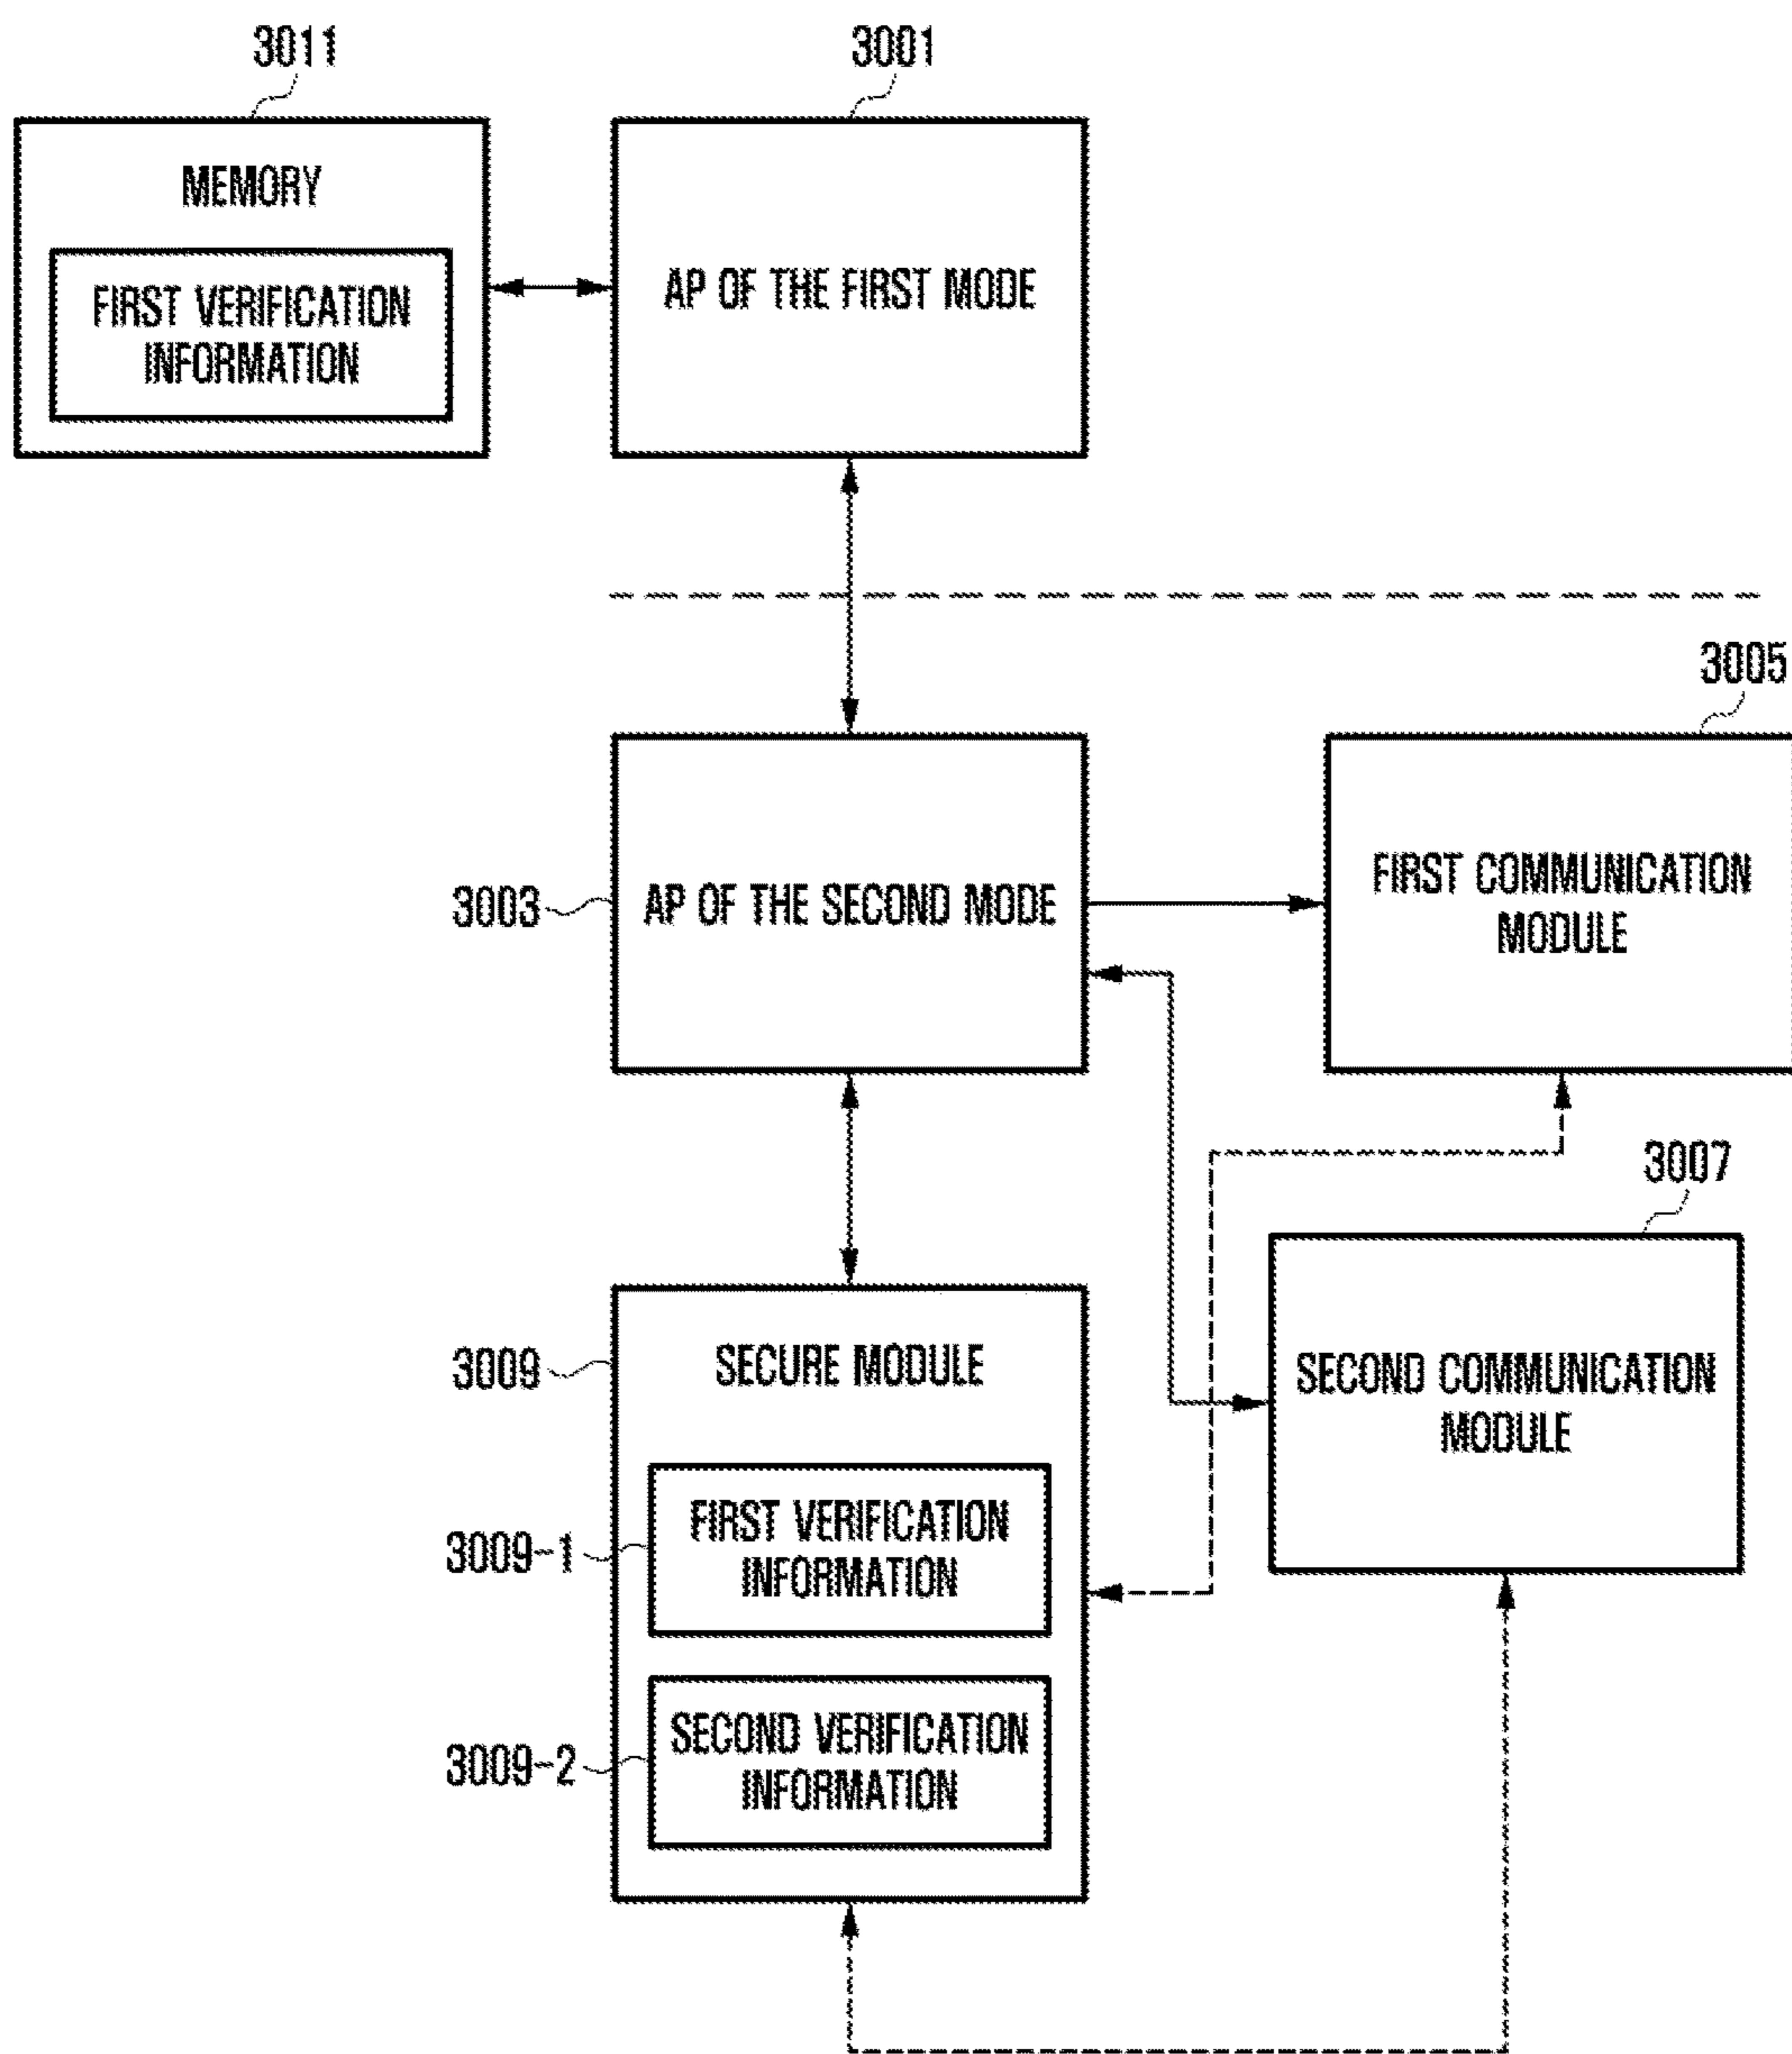 3011
3001
MEMORY
FIRST VERIFICATION
INFORMATION
AP OF THE FIRST MODE
3005
3003
AP OF THE SECOND MODE
FIRST COMMUNICATION
MODULE
3007
3009
SECURE MODULE
SECOND COMMUNICATION
MODULE
3009-1
FIRST VERIFICATION
INFORMATION
3009-2
SECOND VERIFICATION
INFORMATION